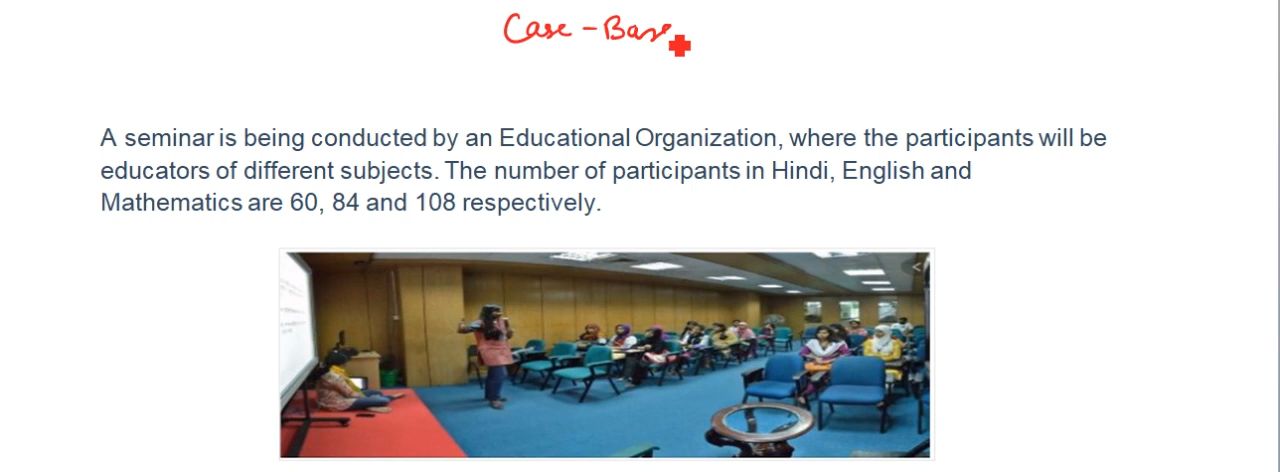 Case - Base
A seminar is being conducted by an Educational Organization, where the participants will be
educators of different subjects. The number of participants in Hindi, English and
Mathematics are 60, 84 and 108 respectively.